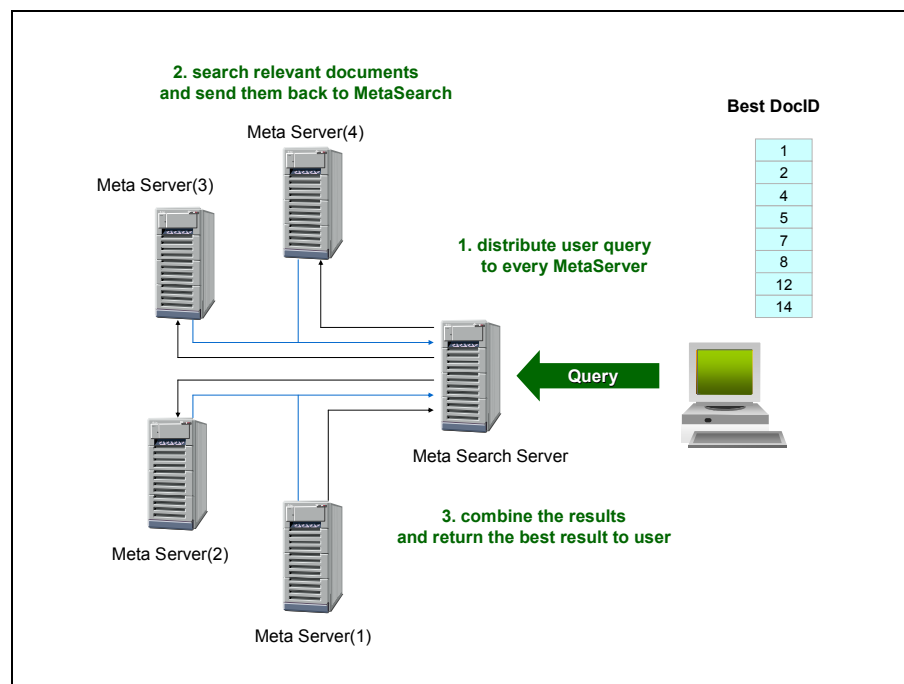 2. search relevant documents
and send them back to MetaSearch
Best DocID
Meta Server(4)
1
2
4
5
7
8
12
14
Meta Server(3)
1. distribute user query
to every MetaServer
Query
Meta Search Server
Meta Server(2)
3. combine the results
and return the best result to user
Meta Server(1)